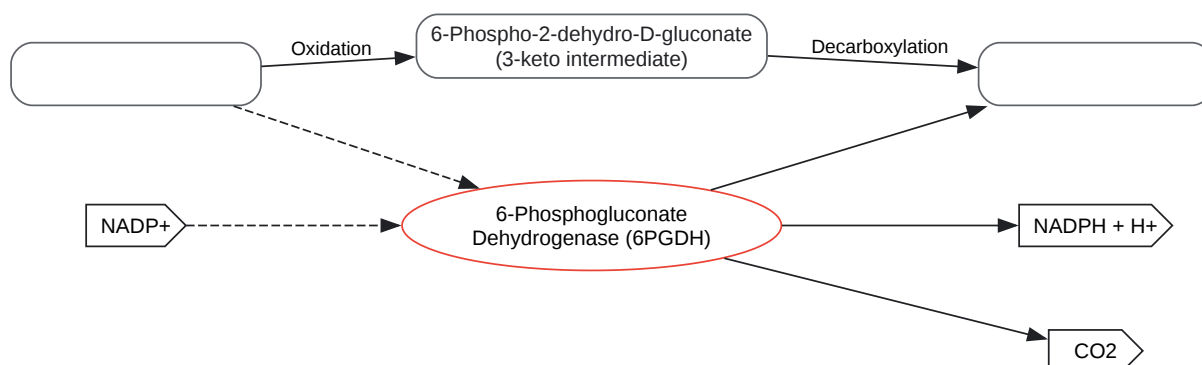 Oxidation
6-Phospho-2-dehydro-D-gluconate
(3-keto intermediate)
Decarboxylation
NADP+
6-Phosphogluconate
Dehydrogenase (6PGDH)
NADPH + H+
CO2